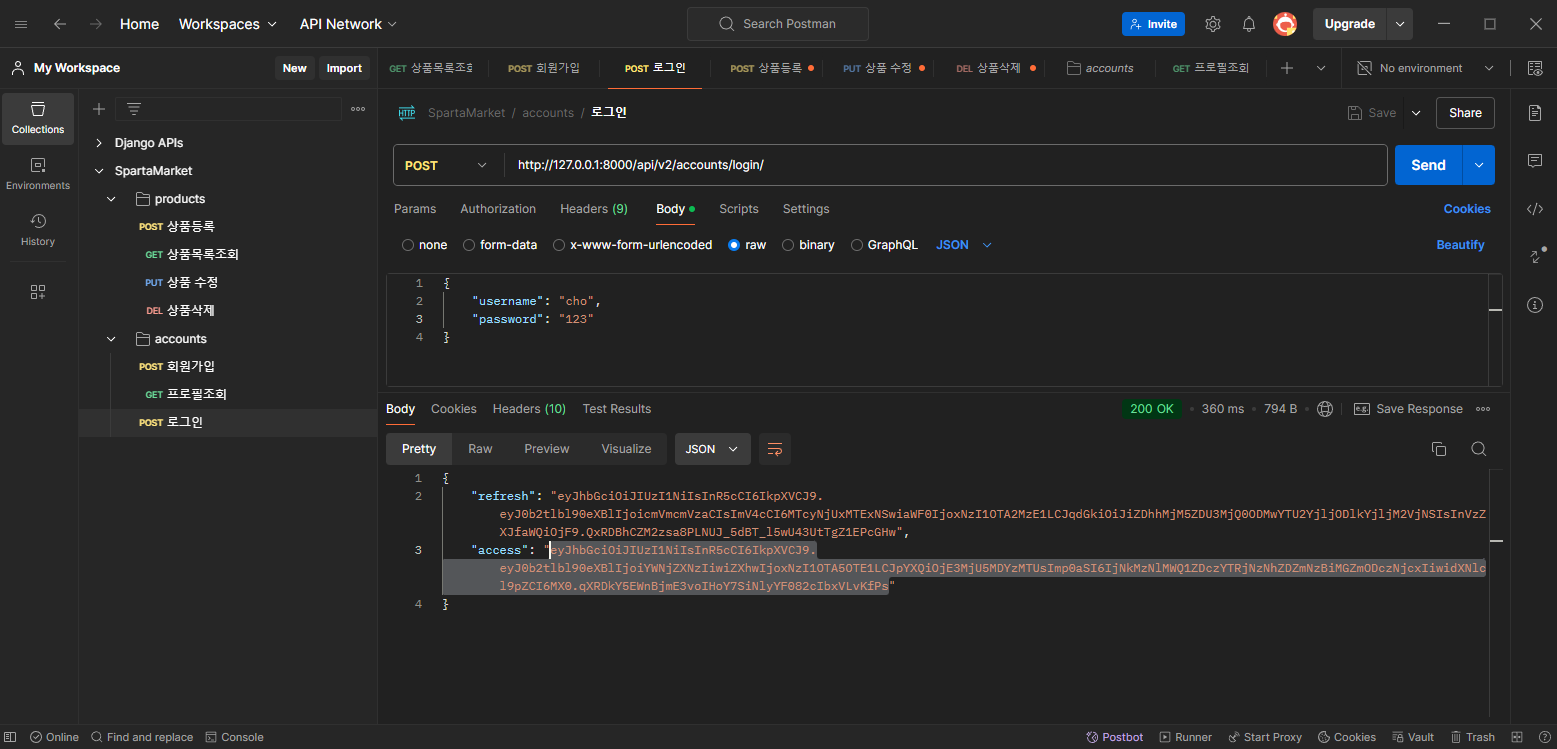 Home Workspaces API Network Search Postman Invite Upgrade
My Workspace New Import GET 상품목록조회 POST 회원가입 POST 로그인 POST 상품등록 PUT 상품 수정 DEL 상품삭제 accounts GET 프로필조회 No environment
Collections
Environments
History
Django APIs
SpartaMarket
products
POST 상품등록
GET 상품목록조회
PUT 상품 수정
DEL 상품삭제
accounts
POST 회원가입
GET 프로필조회
POST 로그인
HTTP SpartaMarket / accounts / 로그인 Save Share
POST http://127.0.0.1:8000/api/v2/accounts/login/ Send
Params Authorization Headers (9) Body Scripts Settings Cookies
none form-data x-www-form-urlencoded raw binary GraphQL JSON Beautify
1 {
2 "username": "cho",
3 "password": "123"
4 }
Body Cookies Headers (10) Test Results 200 OK 360 ms 794 B e.g. Save Response
Pretty Raw Preview Visualize JSON
1 {
2 "refresh": "eyJhbGciOiJIUzI1NiIsInR5cCI6IkpXVCJ9.
3 "access": "eyJhbGciOiJIUzI1NiIsInR5cCI6IkpXVCJ9.
4 }
Online Find and replace Console Postbot Runner Start Proxy Cookies Vault Trash